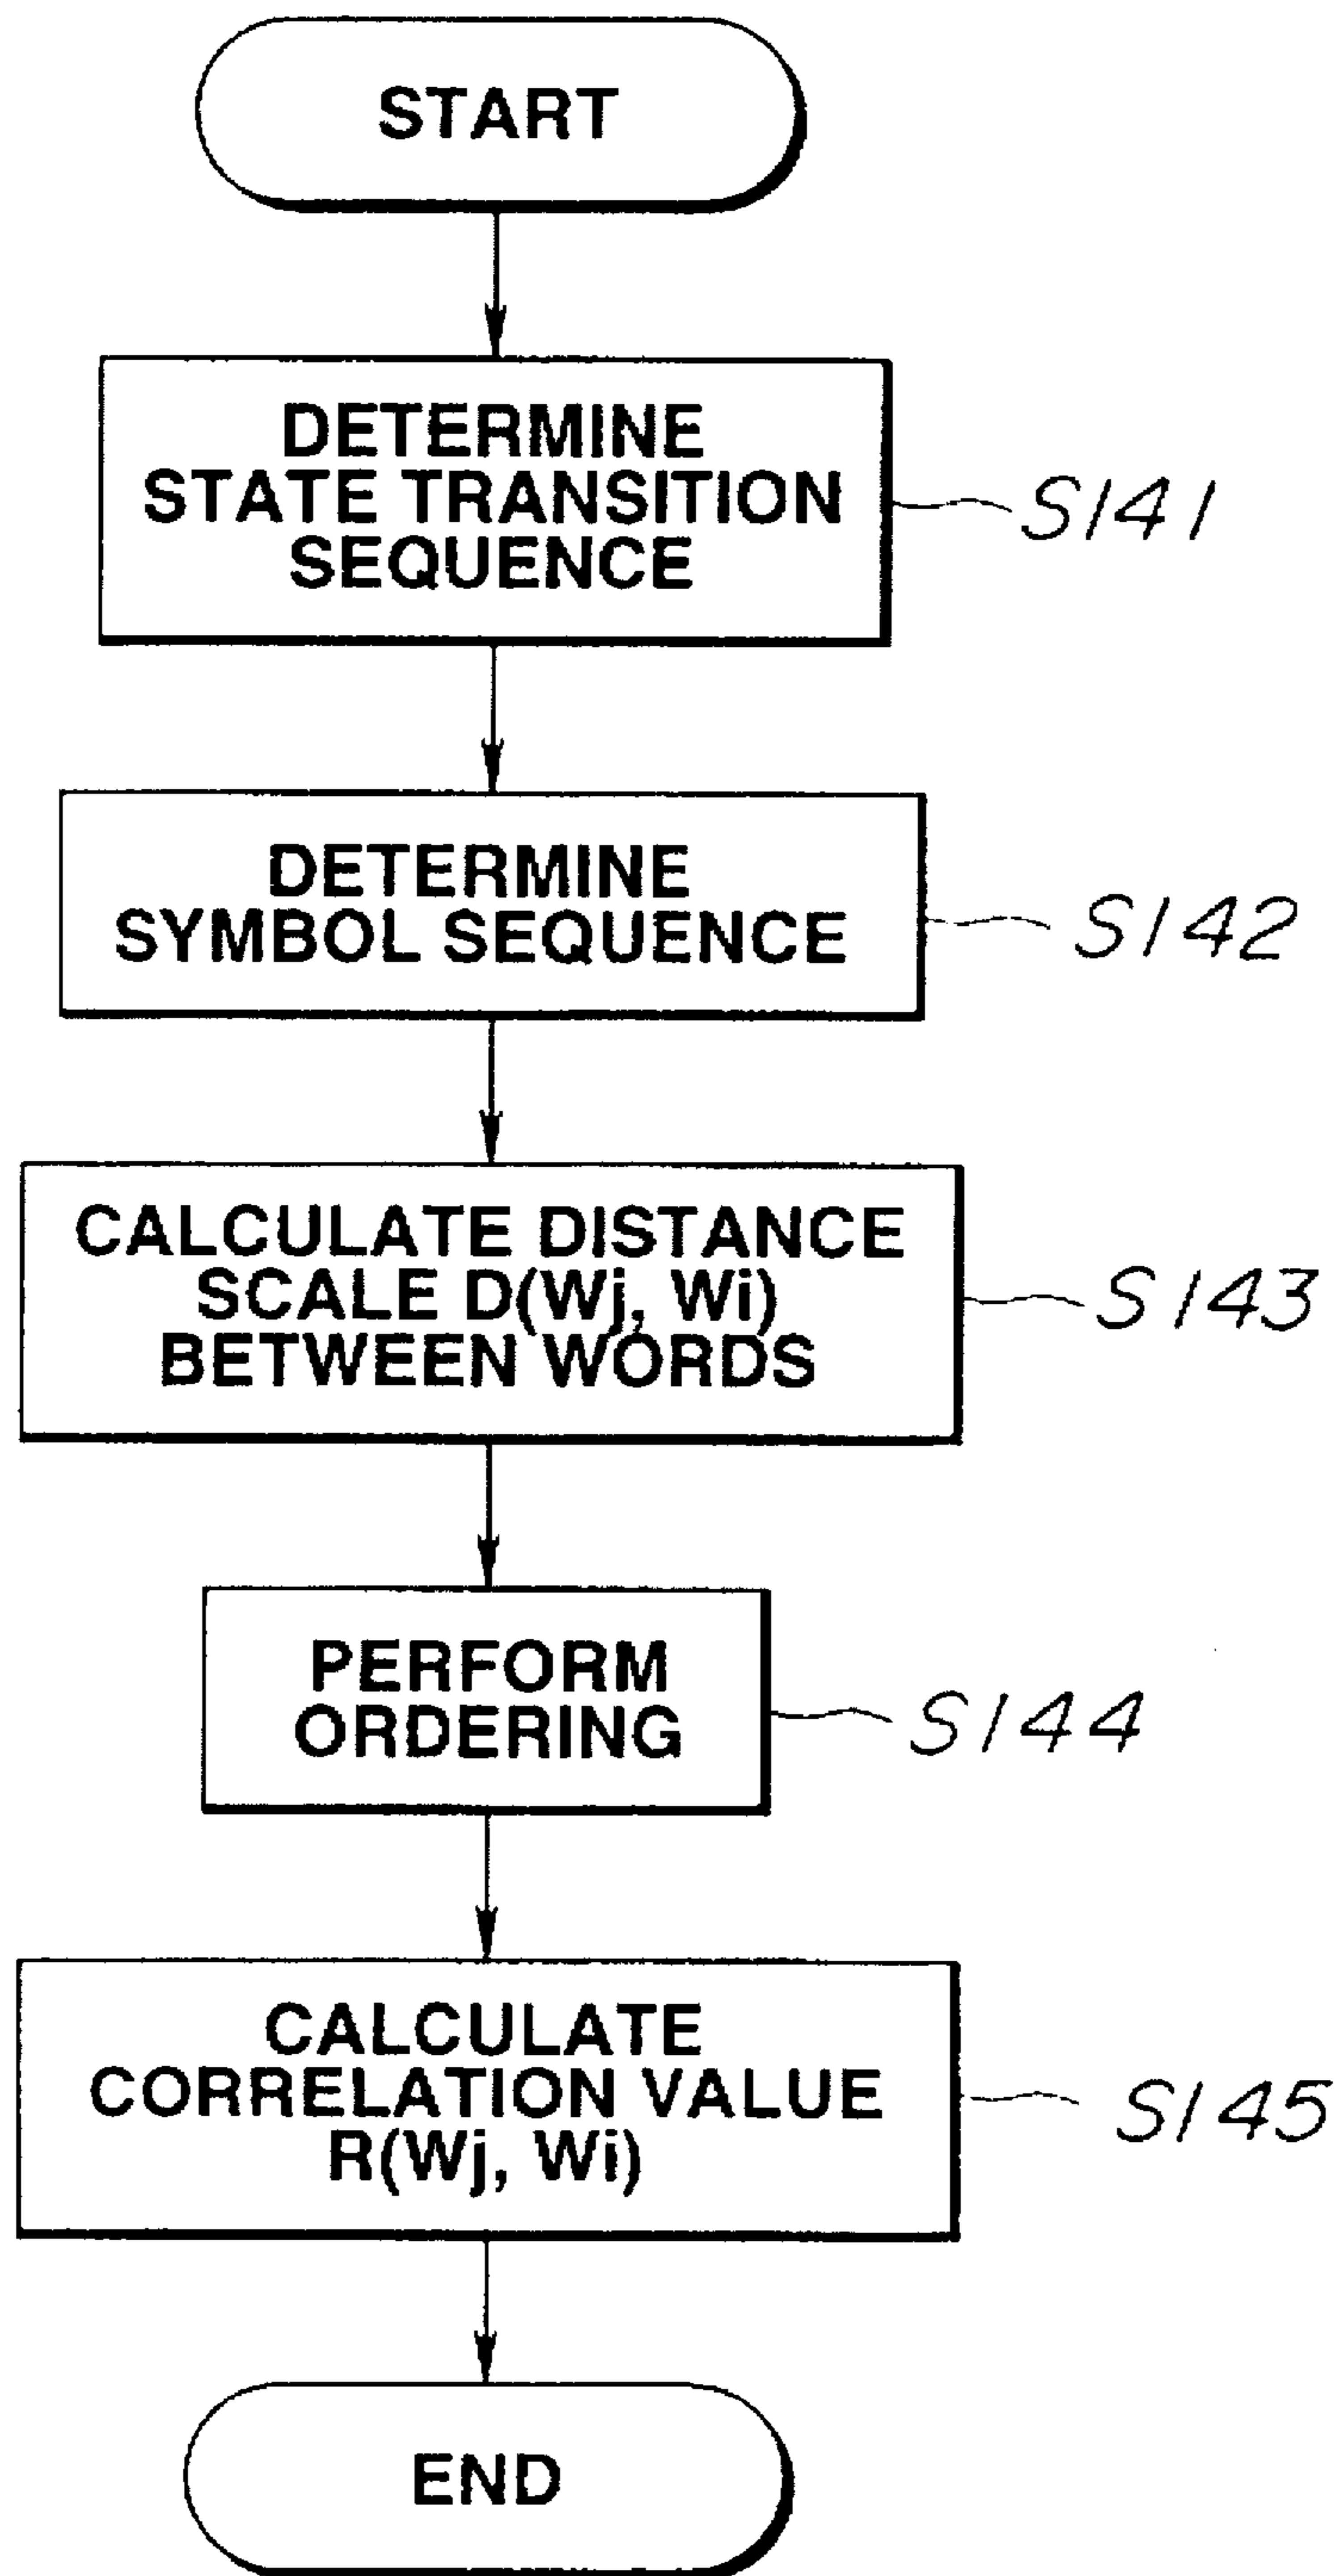 START
DETERMINE
STATE TRANSITION
SEQUENCE
S141
DETERMINE
SYMBOL SEQUENCE
S142
CALCULATE DISTANCE
SCALE D(Wj, Wi)
BETWEEN WORDS
S143
PERFORM
ORDERING
S144
CALCULATE
CORRELATION VALUE
R(Wj, Wi)
S145
END